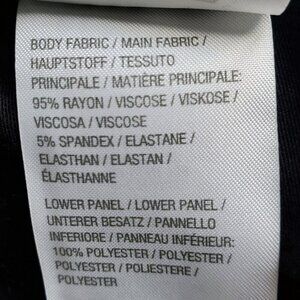 BODY FABRIC / MAIN FABRIC /
HAUPTSTOFF / TESSUTO
PRINCIPALE / MATIÈRE PRINCIPALE:
95% RAYON / VISCOSE / VISKOSE /
VISCOSA / VISCOSE
5% SPANDEX / ELASTANE /
ELASTHAN / ELASTAN /
ÉLASTHANNE
LOWER PANEL / LOWER PANEL /
UNTERER BESATZ / PANNELLO
INFERIORE / PANNEAU INFÉRIEUR:
100% POLYESTER / POLYESTER /
POLYESTER / POLIESTERE /
POLYESTER